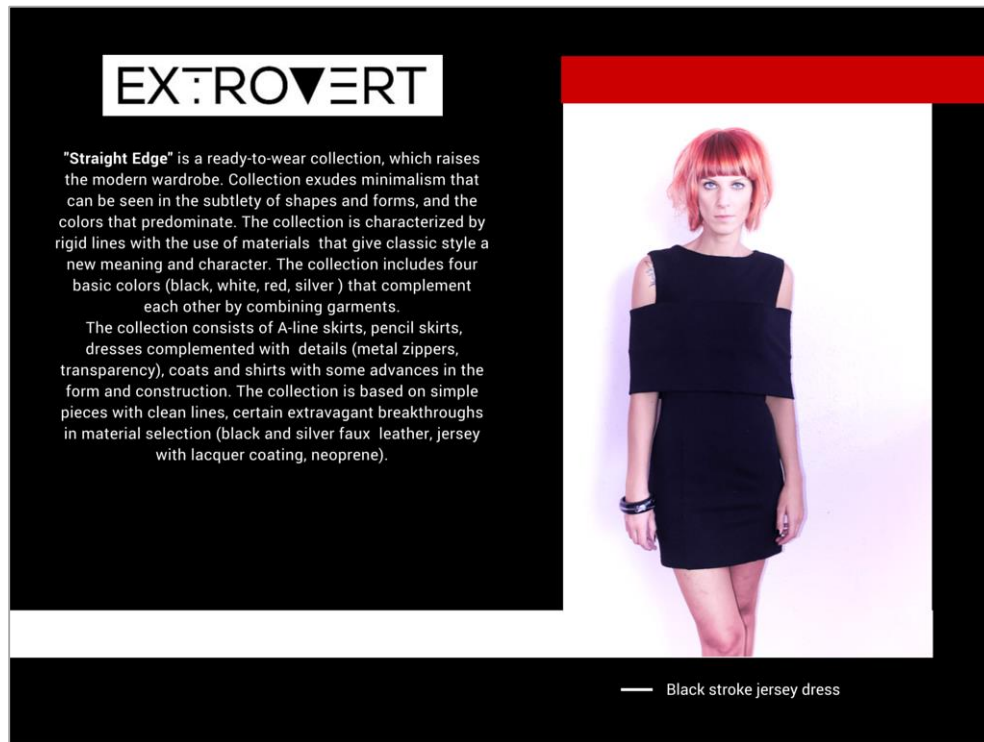 EXTROVERT
"Straight Edge" is a ready-to-wear collection, which raises
the modern wardrobe. Collection exudes minimalism that
can be seen in the subtlety of shapes and forms, and the
colors that predominate. The collection is characterized by
rigid lines with the use of materials  that give classic style a
new meaning and character. The collection includes four
basic colors (black, white, red, silver ) that complement
each other by combining garments.
The collection consists of A-line skirts, pencil skirts,
dresses complemented with  details (metal zippers,
transparency), coats and shirts with some advances in the
form and construction. The collection is based on simple
pieces with clean lines, certain extravagant breakthroughs
in material selection (black and silver faux  leather, jersey
with lacquer coating, neoprene).
Black stroke jersey dress